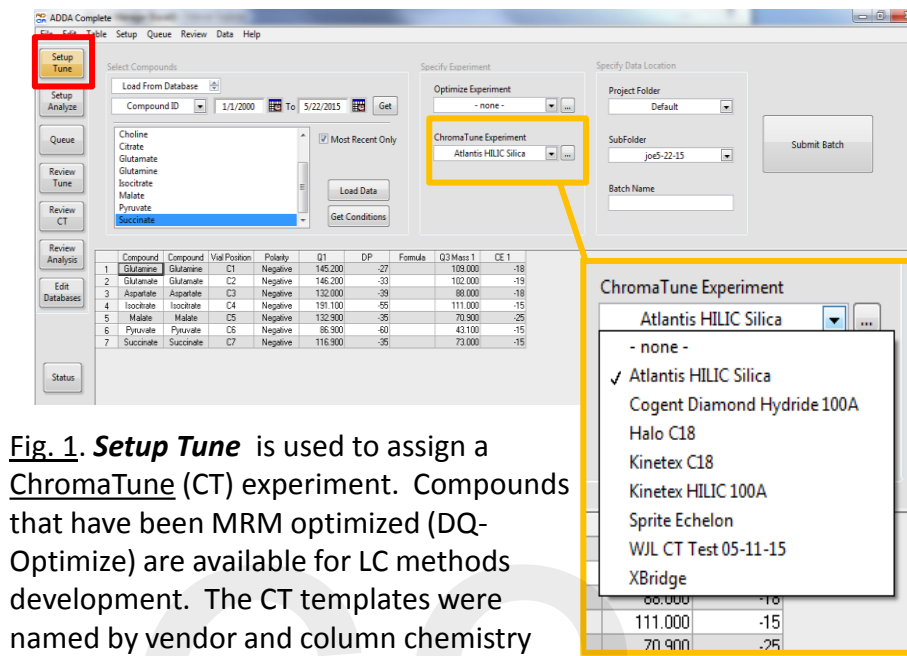 ADDA Complete
File Edit Table Setup Queue Review Data Help
Setup Tune
Setup Analyze
Queue
Review Tune
Review CT
Review Analysis
Edit Databases
Status
Select Compounds
Load From Database
Compound ID 1/1/2000 To 5/22/2015 Get
Choline
Citrate
Glutamate
Glutamine
Isocitrate
Malate
Pyruvate
Succinate
Most Recent Only
Load Data
Get Conditions
Specify Experiment
Optimize Experiment
- none - ...
ChromaTune Experiment
Atlantis HILIC Silica ...
Specify Data Location
Project Folder
Default
SubFolder
joe5-22-15
Batch Name
Submit Batch
Compound Compound Vial Position Polarity Q1 DP Formula Q3 Mass 1 CE 1
1 Glutamine Glutamine C1 Negative 145.200 -27 109.000 -18
2 Glutamate Glutamate C2 Negative 146.200 -33 102.000 -19
3 Aspartate Aspartate C3 Negative 132.000 -39 88.000 -18
4 Isocitrate Isocitrate C4 Negative 191.100 -55 111.000 -15
5 Malate Malate C5 Negative 132.900 -35 70.900 -25
6 Pyruvate Pyruvate C6 Negative 86.900 -60 43.100 -15
7 Succinate Succinate C7 Negative 116.900 -35 73.000 -15
ChromaTune Experiment
Atlantis HILIC Silica ...
- none -
✓ Atlantis HILIC Silica
Cogent Diamond Hydride 100A
Halo C18
Kinetex C18
Kinetex HILIC 100A
Sprite Echelon
WJL CT Test 05-11-15
XBridge
88.000 -18
111.000 -15
70.900 -25
Fig. 1. Setup Tune is used to assign a
ChromaTune (CT) experiment. Compounds
that have been MRM optimized (DQ-
Optimize) are available for LC methods
development. The CT templates were
named by vendor and column chemistry